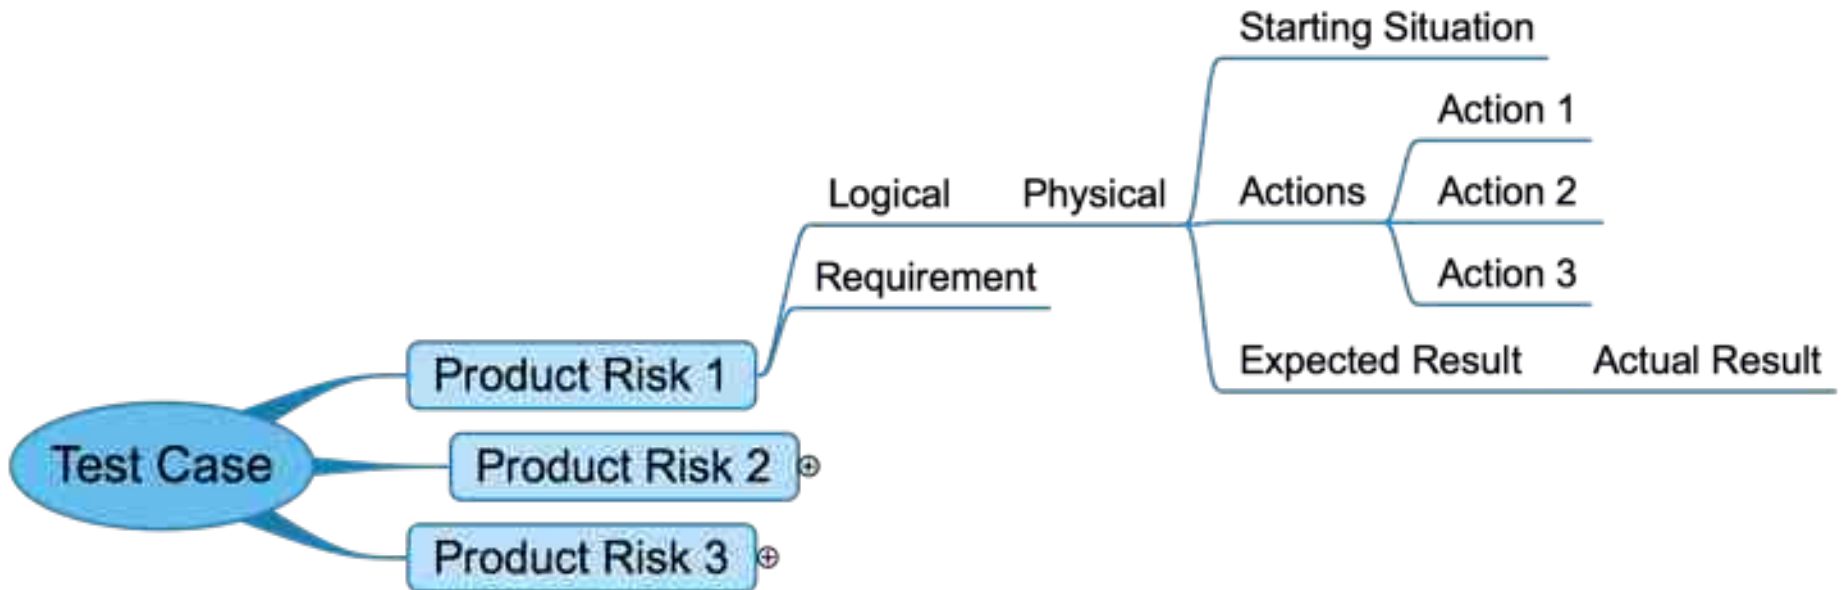 Starting Situation
Action 1
Logical Physical Actions Action 2
Requirement Action 3
Product Risk 1 Expected Result Actual Result
Test Case Product Risk 2
Product Risk 3